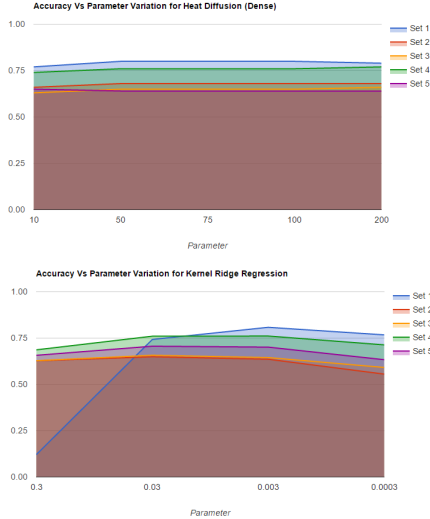 Accuracy Vs Parameter Variation for Heat Diffusion (Dense)
1.00
0.75
0.50
0.25
0.00
10 50 75 100 200
Parameter
Set 1
Set 2
Set 3
Set 4
Set 5
Accuracy Vs Parameter Variation for Kernel Ridge Regression
1.00
0.75
0.50
0.25
0.00
0.3 0.03 0.003 0.0003
Parameter
Set
Set 2
Set 3
Set 4
Set 5